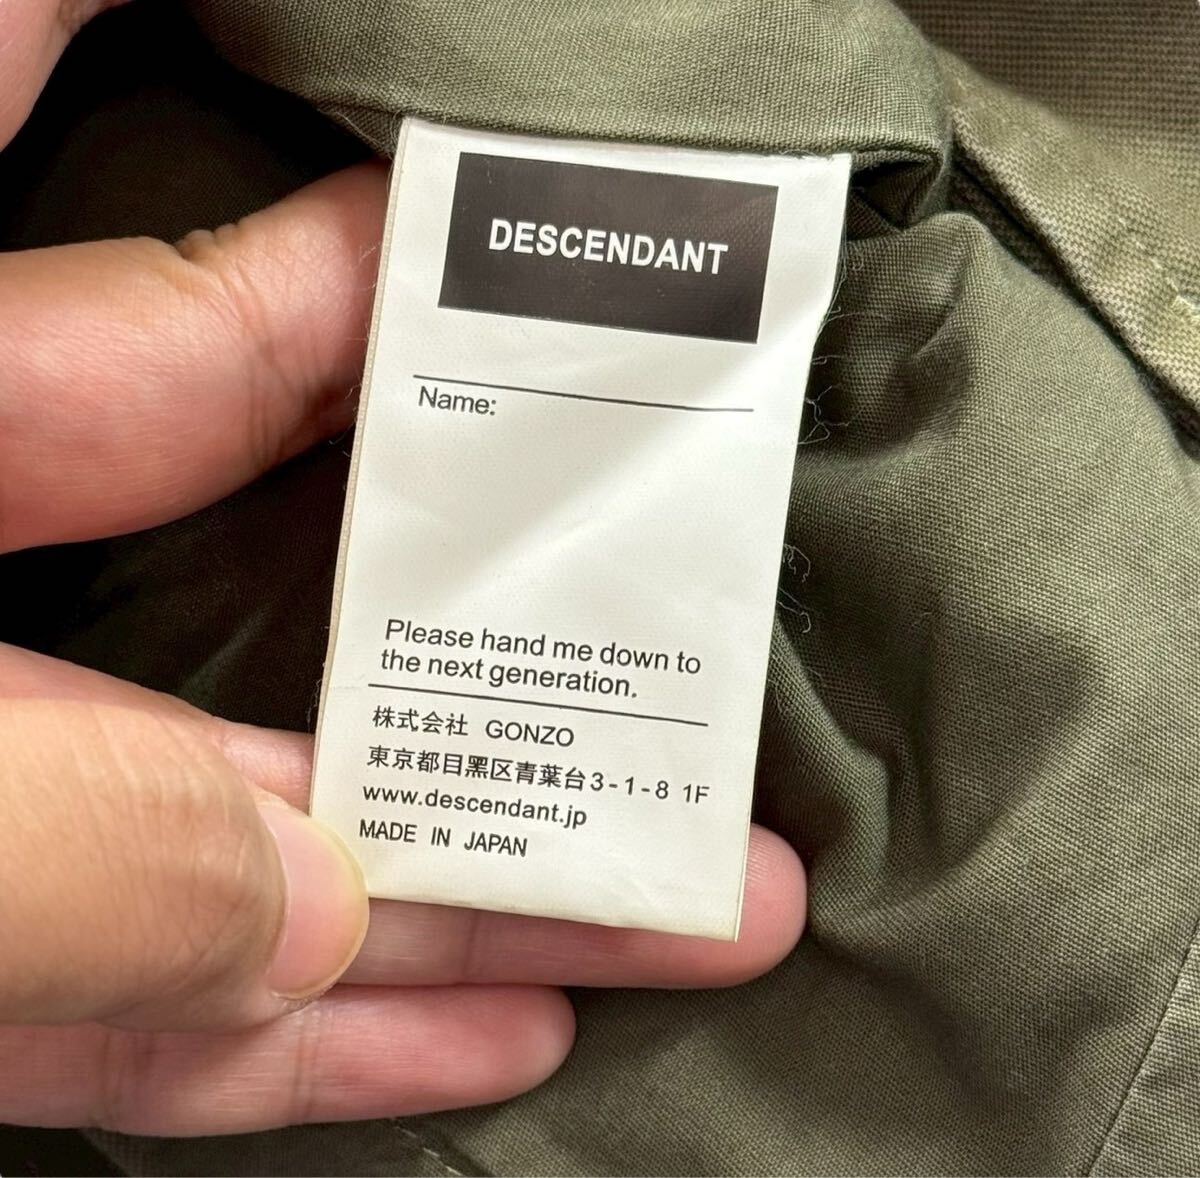 DESCENDANT
Name:
Please hand me down to
the next generation.
株式会社 GONZO
東京都目黒区青葉台3-1-8 1F
www.descendant.jp
MADE IN JAPAN